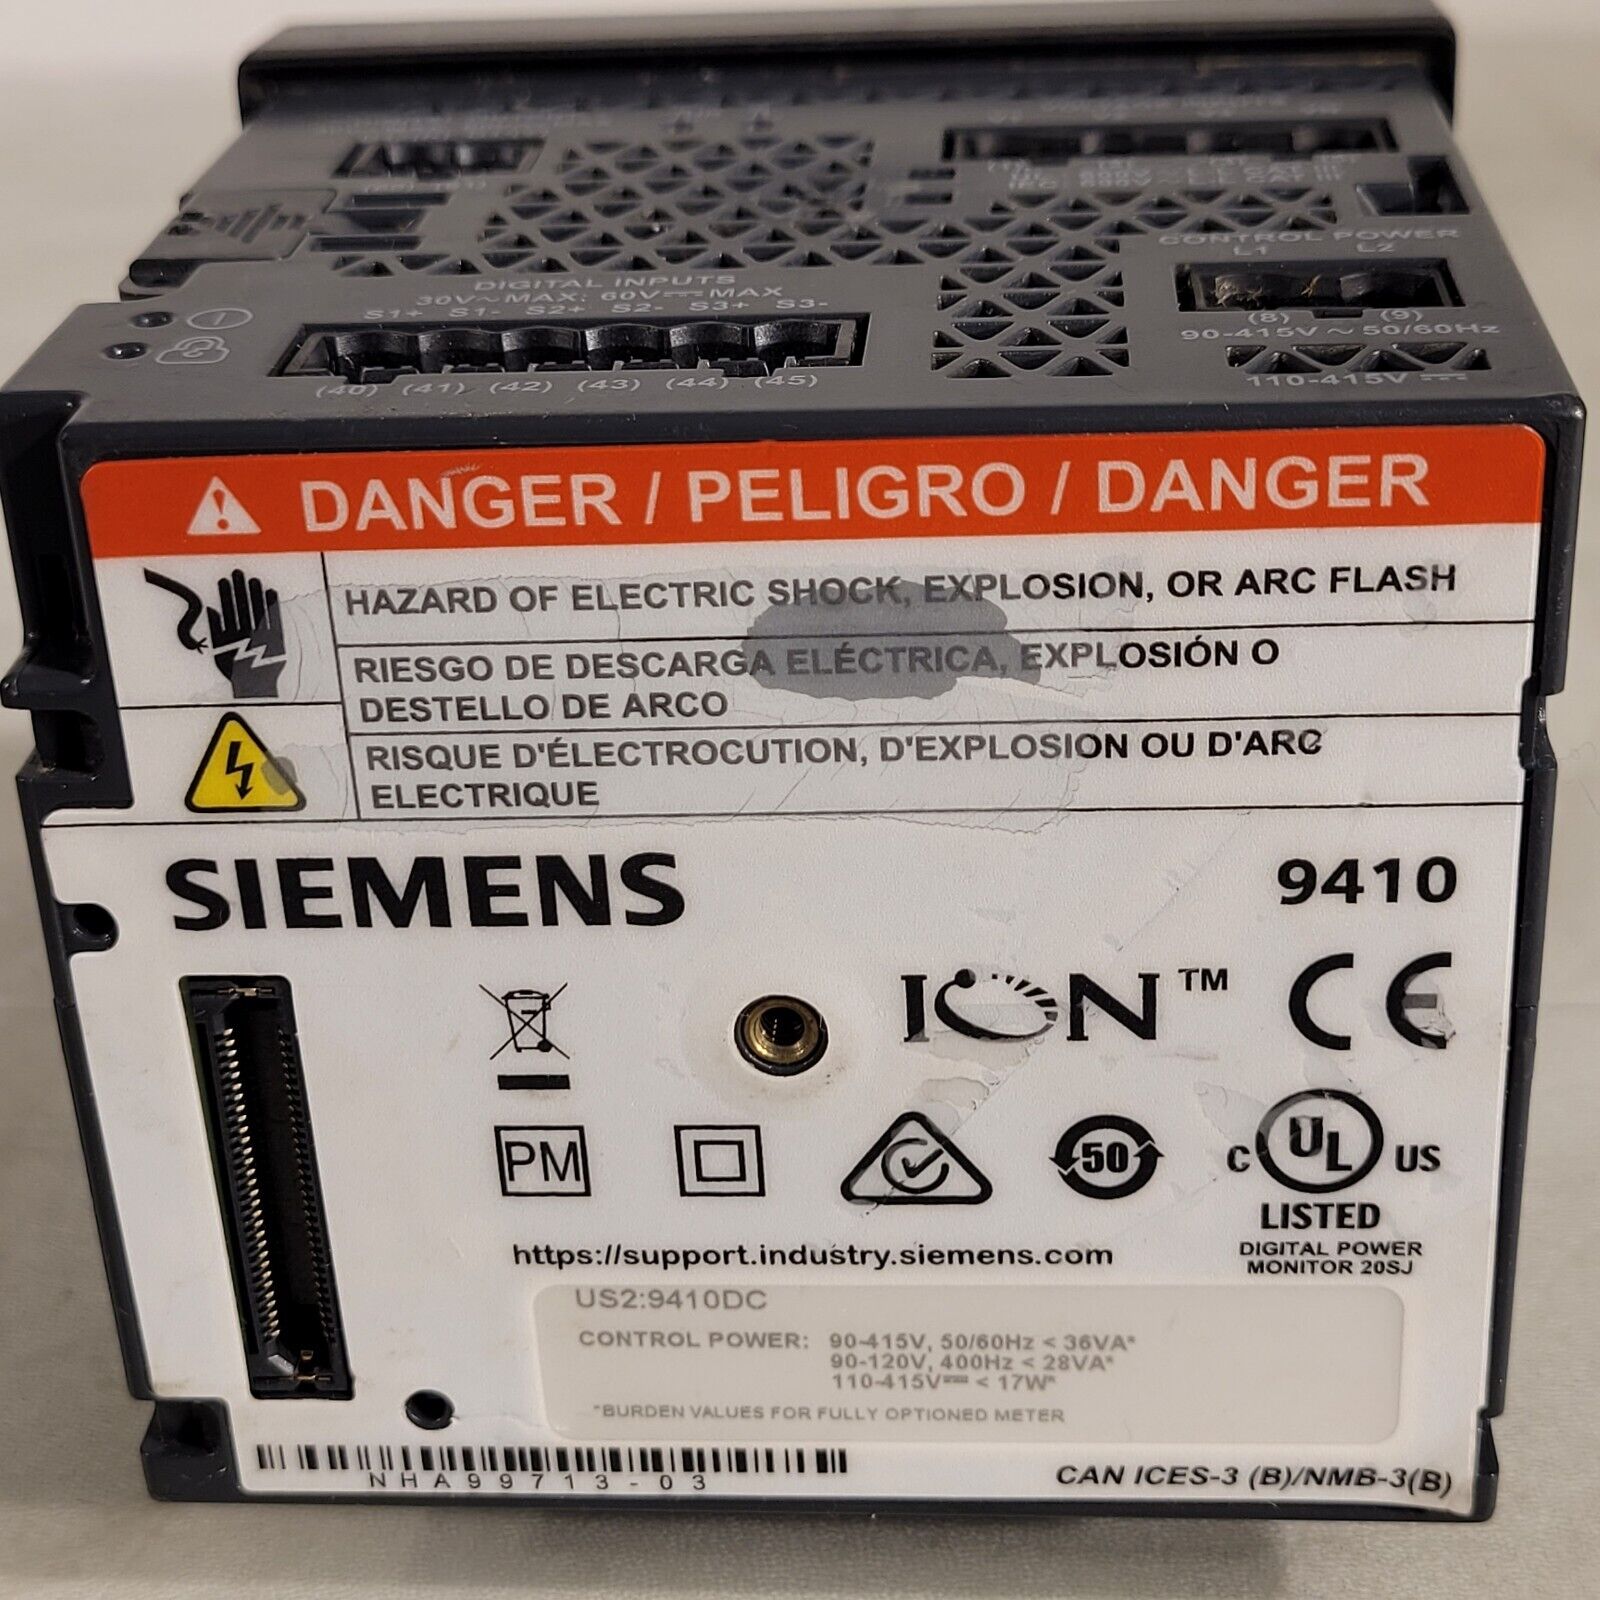 CONTROL POWER
L1 L2
(8) (9)
90-415V ~ 50/60Hz
110-415V ⎓
DIGITAL INPUTS
30V~MAX: 60V⎓MAX
S1+ S1- S2+ S2- S3+ S3-
(40) (41) (42) (43) (44) (45)
DANGER / PELIGRO / DANGER
HAZARD OF ELECTRIC SHOCK, EXPLOSION, OR ARC FLASH
RIESGO DE DESCARGA ELÉCTRICA, EXPLOSIÓN O
DESTELLO DE ARCO
RISQUE D'ÉLECTROCUTION, D'EXPLOSION OU D'ARC
ELECTRIQUE
SIEMENS
9410
ION™
CE
PM
50
C UL US
LISTED
DIGITAL POWER
MONITOR 20SJ
https://support.industry.siemens.com
US2:9410DC
CONTROL POWER: 90-415V, 50/60Hz < 36VA*
90-120V, 400Hz < 28VA*
110-415V⎓ < 17W*
*BURDEN VALUES FOR FULLY OPTIONED METER
NHA99713-03
CAN ICES-3 (B)/NMB-3(B)